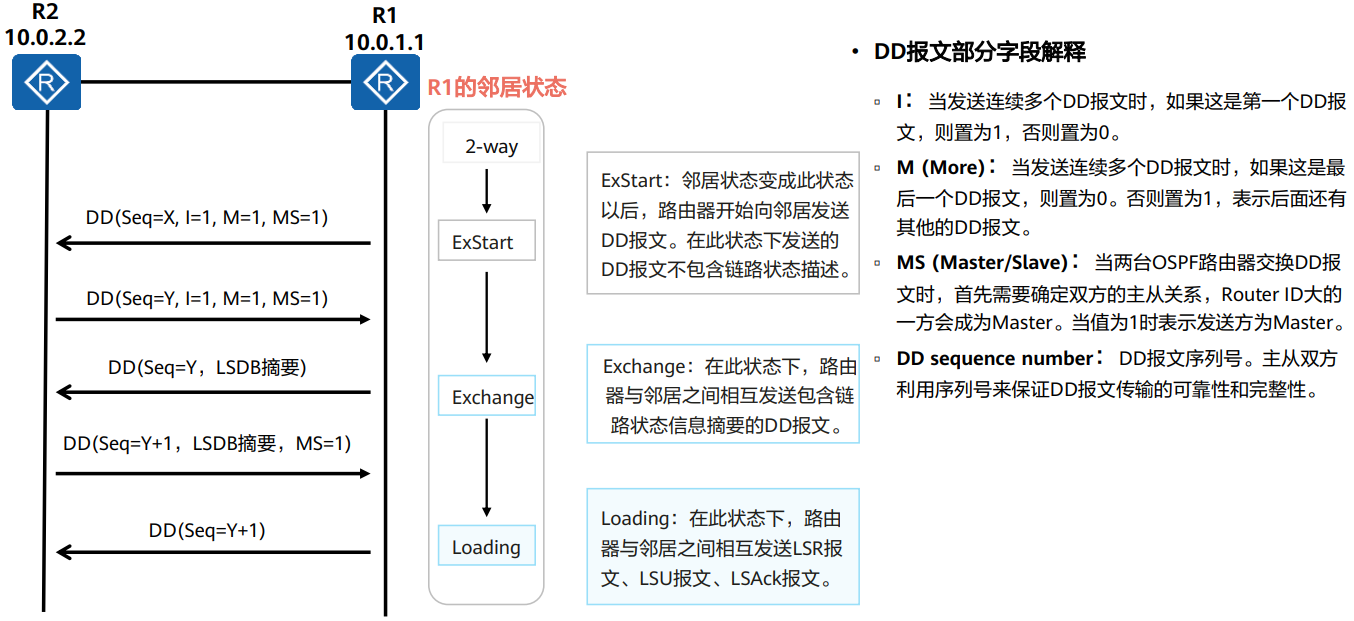 R2
10.0.2.2
R1
10.0.1.1
R
R
R1的邻居状态
2-way
ExStart
Exchange
Loading
DD(Seq=X, I=1, M=1, MS=1)
DD(Seq=Y, I=1, M=1, MS=1)
DD(Seq=Y，LSDB摘要)
DD(Seq=Y+1，LSDB摘要，MS=1)
DD(Seq=Y+1)
ExStart：邻居状态变成此状态
以后，路由器开始向邻居发送
DD报文。在此状态下发送的
DD报文不包含链路状态描述。
Exchange：在此状态下，路由
器与邻居之间相互发送包含链
路状态信息摘要的DD报文。
Loading：在此状态下，路由
器与邻居之间相互发送LSR报
文、LSU报文、LSAck报文。
• DD报文部分字段解释
▫ I： 当发送连续多个DD报文时，如果这是第一个DD报
文，则置为1，否则置为0。
▫ M (More)： 当发送连续多个DD报文时，如果这是最
后一个DD报文，则置为0。否则置为1，表示后面还有
其他的DD报文。
▫ MS (Master/Slave)： 当两台OSPF路由器交换DD报
文时，首先需要确定双方的主从关系，Router ID大的
一方会成为Master。当值为1时表示发送方为Master。
▫ DD sequence number： DD报文序列号。主从双方
利用序列号来保证DD报文传输的可靠性和完整性。